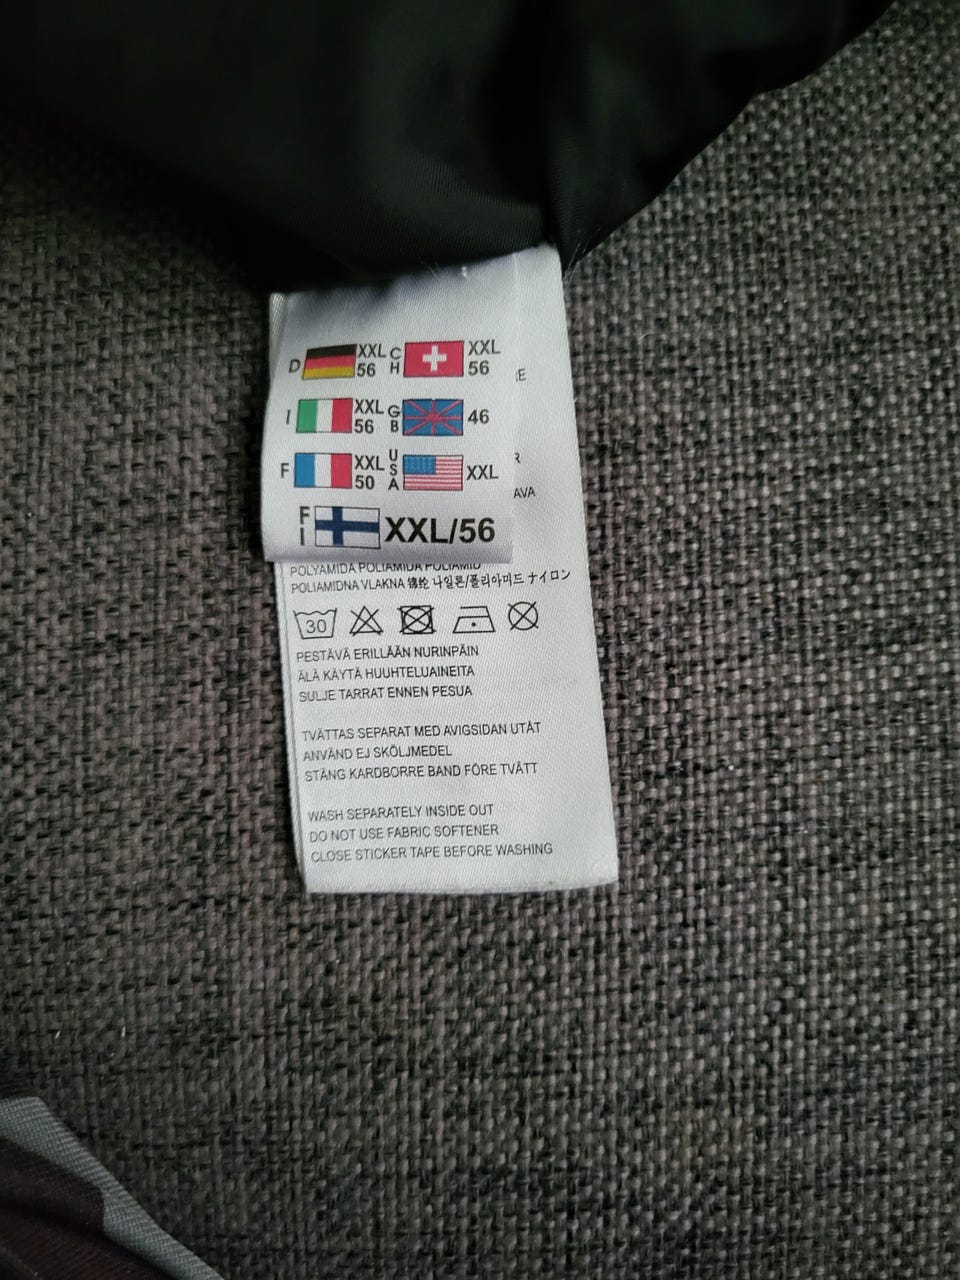 D XXL 56 CH XXL 56
I XXL 56 GB 46
F XXL 50 USA XXL
FI XXL/56
E
R
AVA
POLYAMIDA POLIAMIDA POLIAMID
POLIAMIDNA VLAKNA 锦纶 나일론/폴리아미드 ナイロン
30
PESTÄVÄ ERILLÄÄN NURINPÄIN
ÄLÄ KÄYTÄ HUUHTELUAINEITA
SULJE TARRAT ENNEN PESUA
TVÄTTAS SEPARAT MED AVIGSIDAN UTÅT
ANVÄND EJ SKÖLJMEDEL
STÄNG KARDBORRE BAND FÖRE TVÄTT
WASH SEPARATELY INSIDE OUT
DO NOT USE FABRIC SOFTENER
CLOSE STICKER TAPE BEFORE WASHING